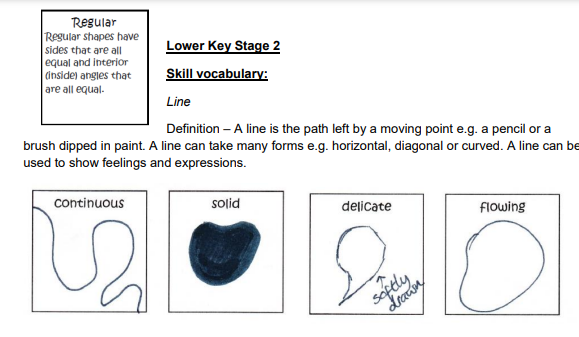 Regular
Regular shapes have
sides that are all
equal and interior
(inside) angles that
are all equal.
Lower Key Stage 2
Skill vocabulary:
Line
Definition – A line is the path left by a moving point e.g. a pencil or a
brush dipped in paint. A line can take many forms e.g. horizontal, diagonal or curved. A line can be
used to show feelings and expressions.
continuous
solid
delicate
flowing
softly
drawn